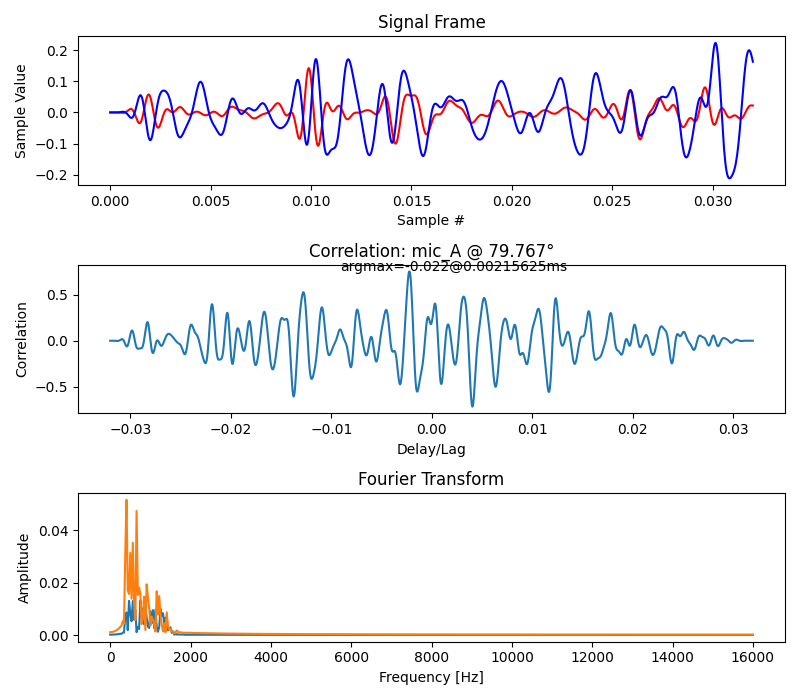 Signal Frame
0.2
0.1
0.0
−0.1
−0.2
Sample Value
0.000 0.005 0.010 0.015 0.020 0.025 0.030
Sample #
Correlation: mic_A @ 79.767°
argmax=-0.022@0.00215625ms
0.5
0.0
−0.5
Correlation
−0.03 −0.02 −0.01 0.00 0.01 0.02 0.03
Delay/Lag
Fourier Transform
0.04
0.02
0.00
Amplitude
0 2000 4000 6000 8000 10000 12000 14000 16000
Frequency [Hz]